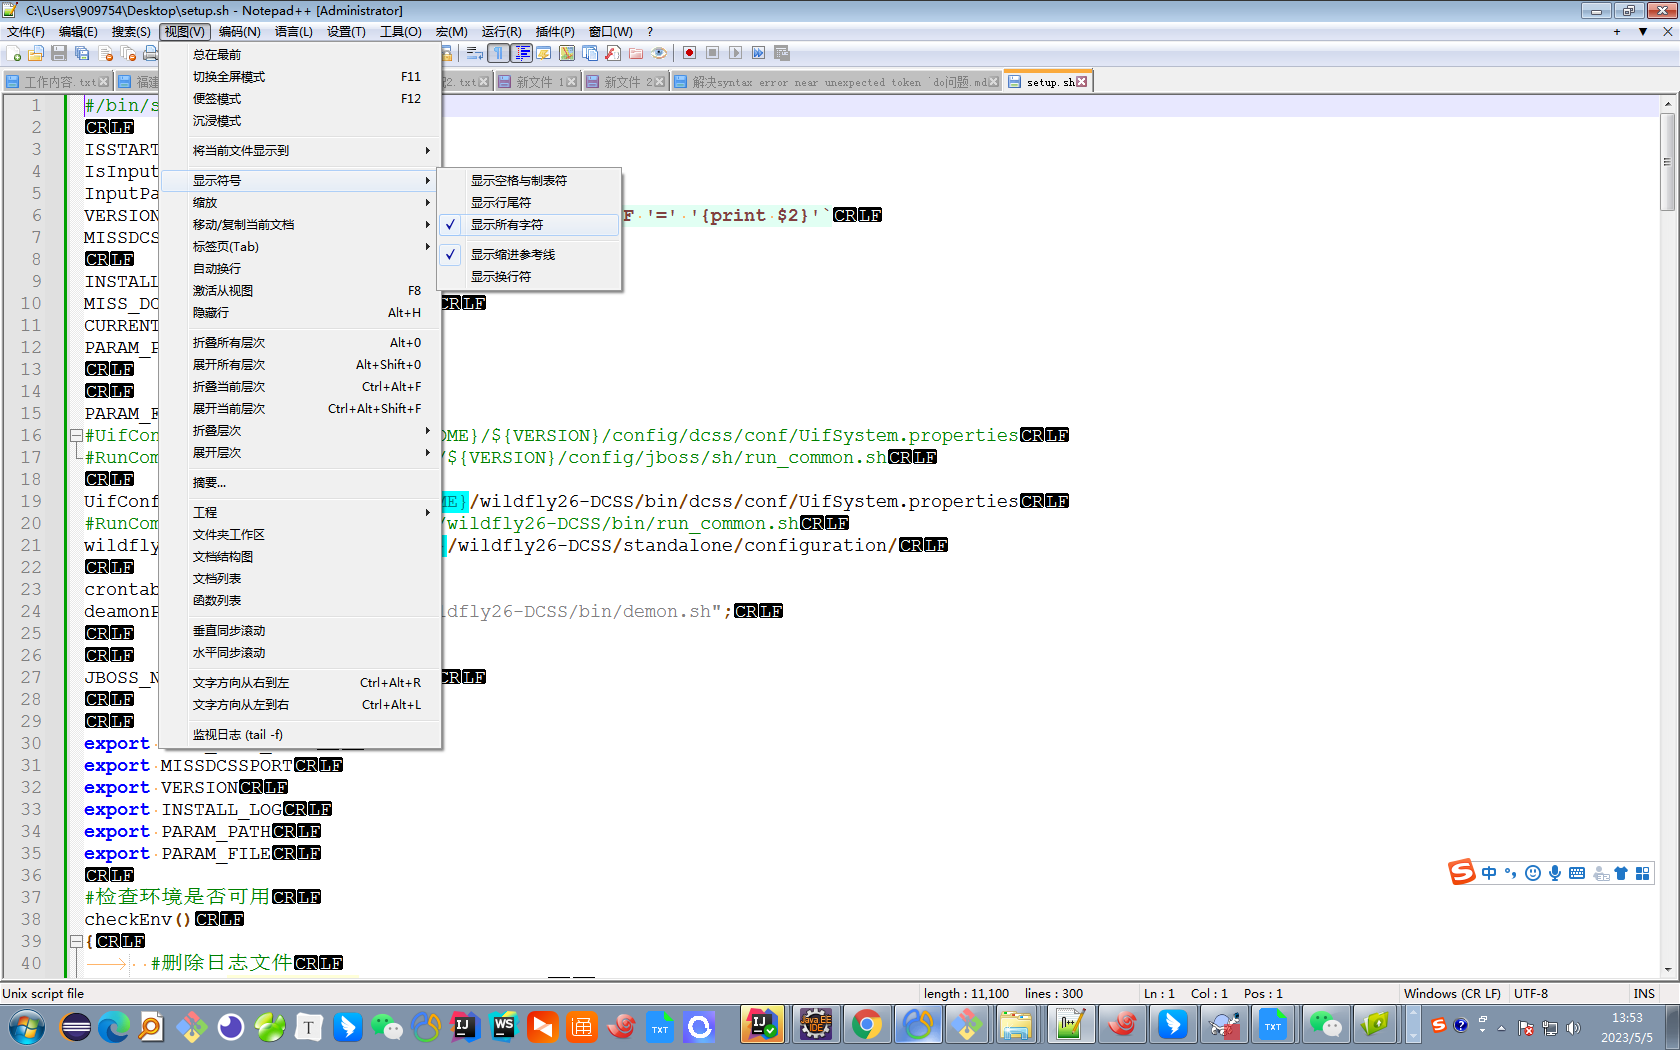 C:\Users\909754\Desktop\setup.sh - Notepad++ [Administrator]
文件(F) 编辑(E) 搜索(S) 视图(V) 编码(N) 语言(L) 设置(T) 工具(O) 宏(M) 运行(R) 插件(P) 窗口(W) ?
工作内容.txt 福建 2.txt 新文件 1 新文件 2 解决syntax error near unexpected token `do问题.md setup.sh
总在最前
切换全屏模式 F11
便签模式 F12
沉浸模式
将当前文件显示到
显示符号
缩放
移动/复制当前文档
标签页(Tab)
自动换行
激活从视图 F8
隐藏行 Alt+H
折叠所有层次 Alt+0
展开所有层次 Alt+Shift+0
折叠当前层次 Ctrl+Alt+F
展开当前层次 Ctrl+Alt+Shift+F
折叠层次
展开层次
摘要...
工程
文件夹工作区
文档结构图
文档列表
函数列表
垂直同步滚动
水平同步滚动
文字方向从右到左 Ctrl+Alt+R
文字方向从左到右 Ctrl+Alt+L
监视日志 (tail -f)
显示空格与制表符
显示行尾符
显示所有字符
显示缩进参考线
显示换行符
1 #/bin/s
2 CRLF
3 ISSTART
4 IsInput
5 InputPa
6 VERSION F '=' '{print $2}'`CRLF
7 MISSDCS
8 CRLF
9 INSTALL
10 MISS_DC CRLF
11 CURRENT
12 PARAM_F
13 CRLF
14 CRLF
15 PARAM_F
16 #UifCon OME}/${VERSION}/config/dcss/conf/UifSystem.propertiesCRLF
17 #RunCom /${VERSION}/config/jboss/sh/run_common.shCRLF
18 CRLF
19 UifConf ME}/wildfly26-DCSS/bin/dcss/conf/UifSystem.propertiesCRLF
20 #RunCom /wildfly26-DCSS/bin/run_common.shCRLF
21 wildfly /wildfly26-DCSS/standalone/configuration/CRLF
22 CRLF
23 crontab
24 deamonP ldfly26-DCSS/bin/demon.sh";CRLF
25 CRLF
26 CRLF
27 JBOSS_N CRLF
28 CRLF
29 CRLF
30 export
31 export MISSDCSSPORTCRLF
32 export VERSIONCRLF
33 export INSTALL_LOGCRLF
34 export PARAM_PATHCRLF
35 export PARAM_FILECRLF
36 CRLF
37 #检查环境是否可用CRLF
38 checkEnv()CRLF
39 {CRLF
40 #删除日志文件CRLF
中
Unix script file length : 11,100 lines : 300 Ln : 1 Col : 1 Pos : 1 Windows (CR LF) UTF-8 INS
13:53
2023/5/5